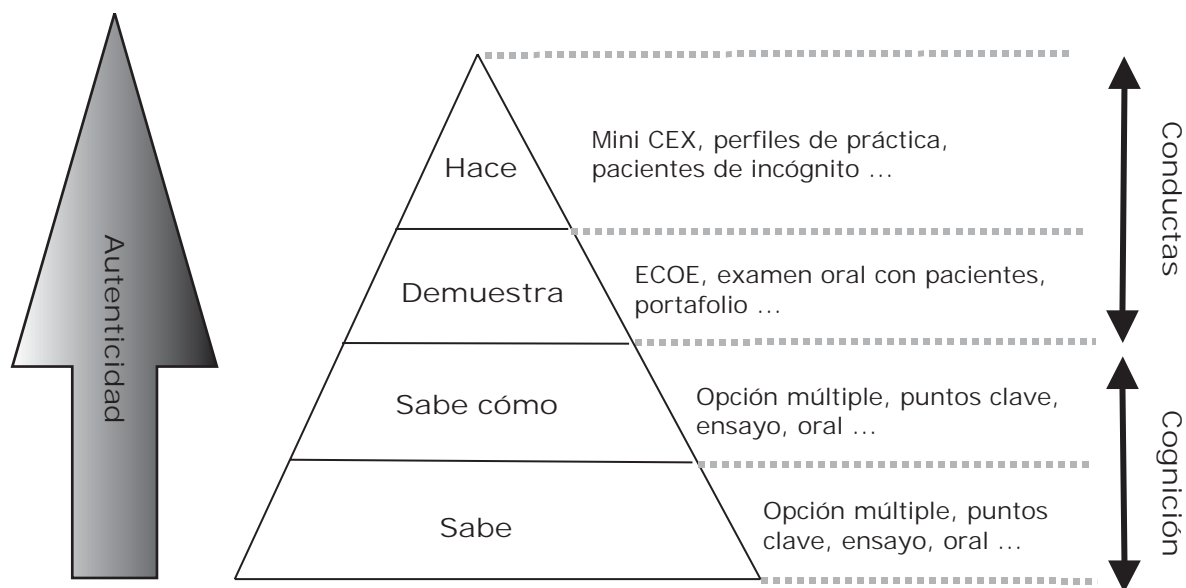 Autenticidad
Hace
Mini CEX, perfiles de práctica,
pacientes de incógnito ...
Demuestra
ECOE, examen oral con pacientes,
portafolio ...
Conductas
Sabe cómo
Opción múltiple, puntos clave,
ensayo, oral ...
Sabe
Opción múltiple, puntos
clave, ensayo, oral ...
Cognición